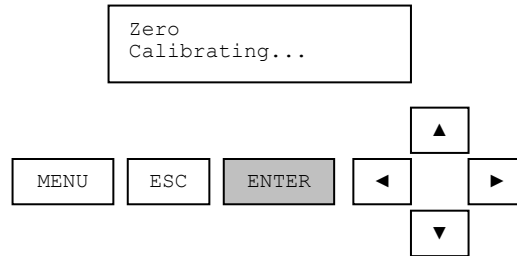 Zero
Calibrating...
▲
MENU ESC ENTER ◄ ►
▼